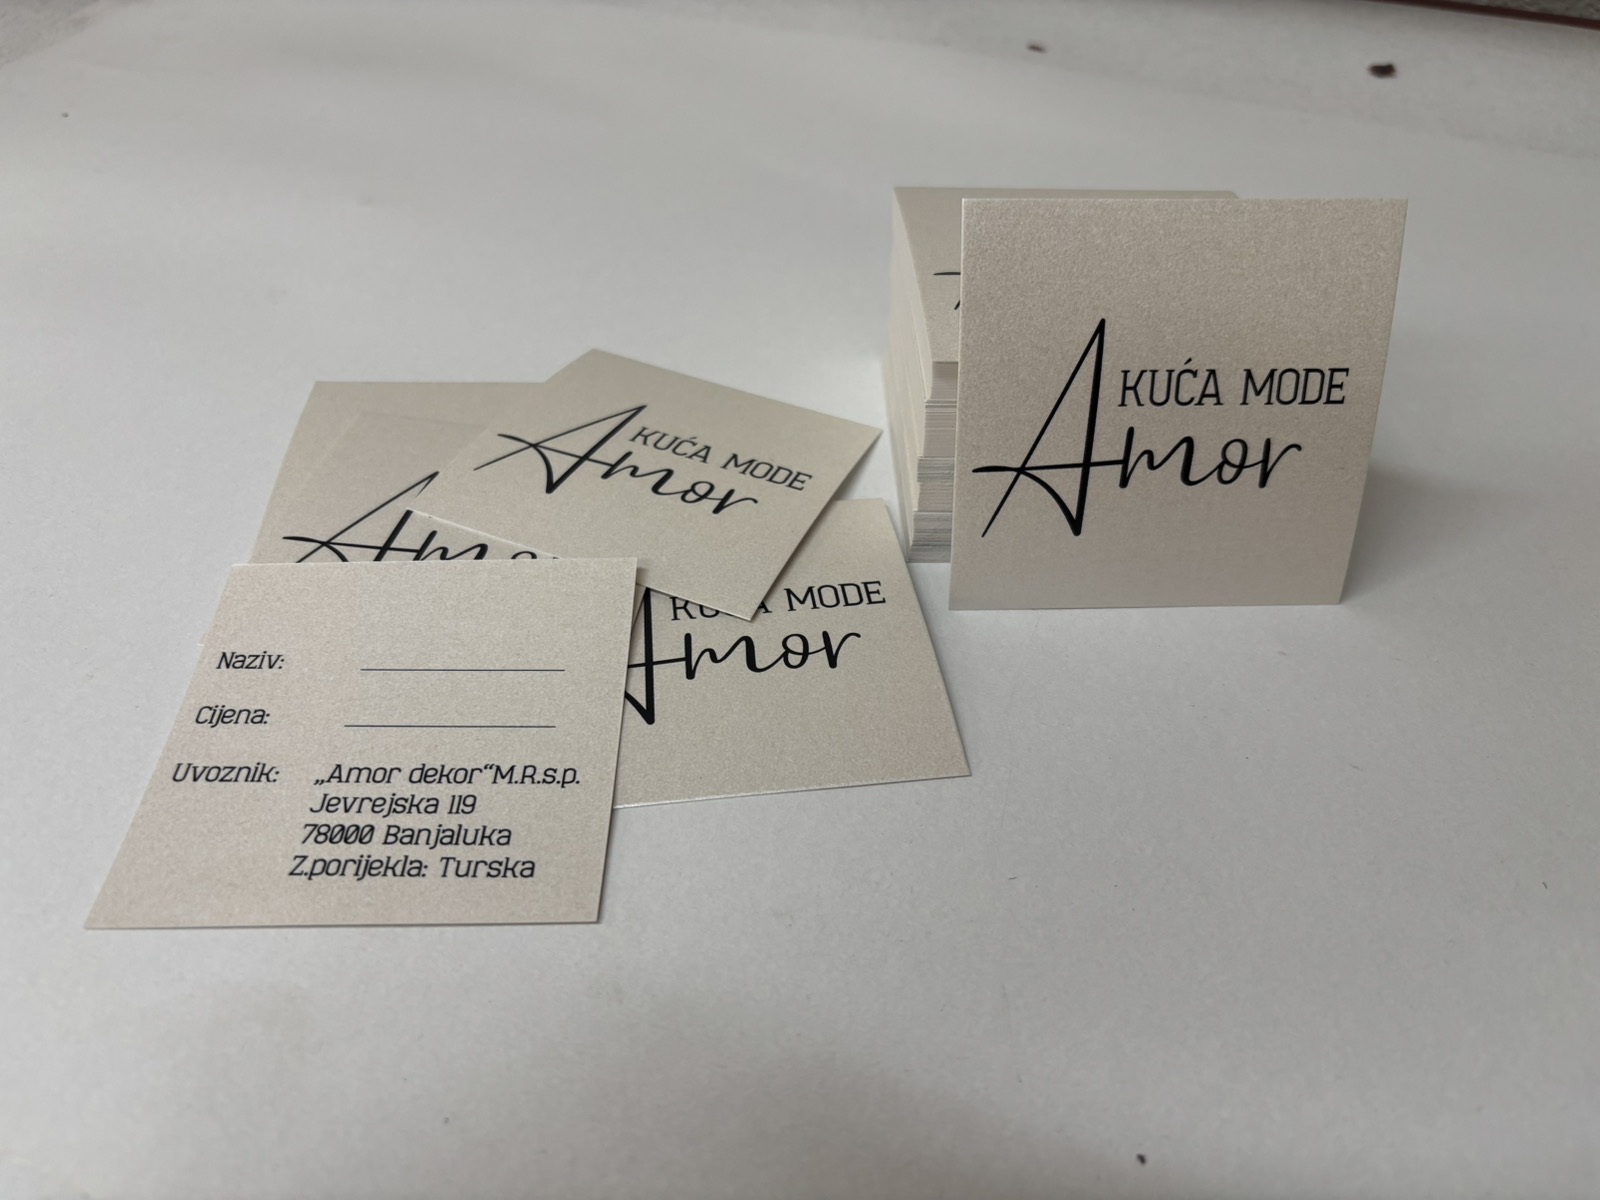 KUĆA MODE
Amor
KUĆA MODE
Amor
Amor
KUĆA MODE
Amor
Naziv:
Cijena:
Uvoznik: „Amor dekor“M.R.s.p.
Jevrejska 119
78000 Banjaluka
Z.porijekla: Turska